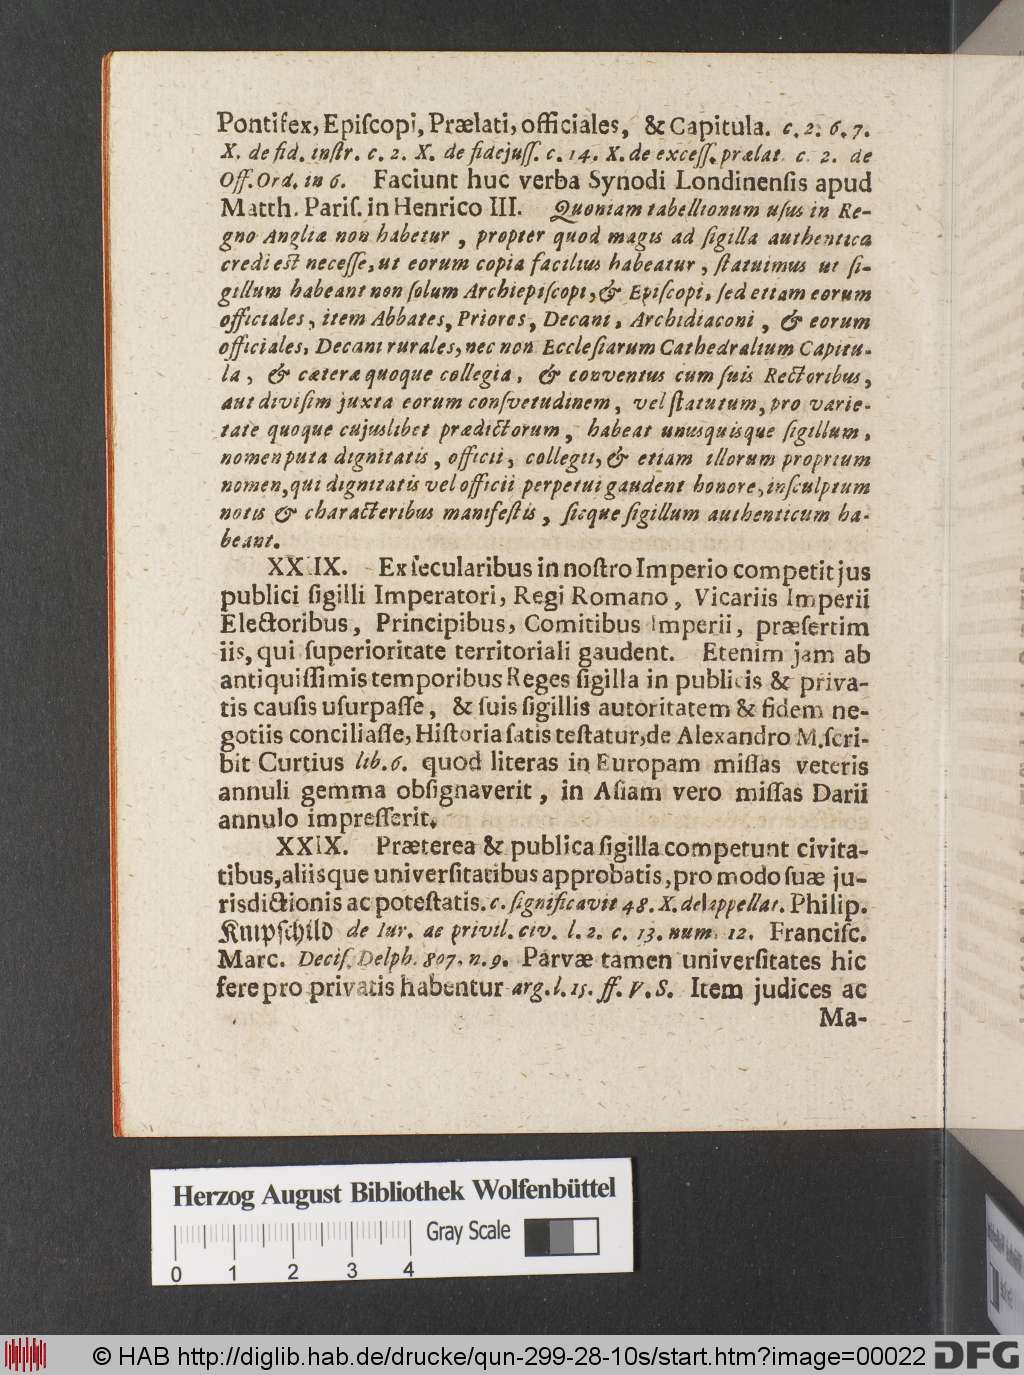 Pontifex, Epiſcopi, Prælati, officiales, & Capitula. c. 2. 6. 7.
X. de fid. inſtr. c. 2. X. de fidejuſſ. c. 14. X. de exceſſ. prælat. c. 2. de
Off. Ord. in 6. Faciunt huc verba Synodi Londinenſis apud
Matth. Pariſ. in Henrico III. Quoniam tabellionum uſus in Re-
gno Angliæ non habetur, propter quod magis ad ſigilla authentica
credi eſt neceſſe, ut eorum copia facilius habeatur, ſtatuimus ut ſi-
gillum habeant non ſolum Archiepiſcopi, & Epiſcopi, ſed etiam eorum
officiales, item Abbates, Priores, Decani, Archidiaconi, & eorum
officiales, Decani rurales, nec non Eccleſiarum Cathedralium Capitu-
la, & cætera quoque collegia, & conventus cum ſuis Rectoribus,
aut diviſim juxta eorum conſvetudinem, vel ſtatutum, pro varie-
tate quoque cujuslibet prædictorum, habeat unusquisque ſigillum,
nomen puta dignitatis, officii, collegii, & etiam illorum proprium
nomen, qui dignitatis vel officii perpetui gaudent honore, inſculptum
notis & characteribus manifeſtis, ſicque ſigillum authenticum ha-
beant.
XXIIX. Ex ſecularibus in noſtro Imperio competit jus
publici ſigilli Imperatori, Regi Romano, Vicariis Imperii
Electoribus, Principibus, Comitibus Imperii, præſertim
iis, qui ſuperioritate territoriali gaudent. Etenim jam ab
antiquiſſimis temporibus Reges ſigilla in publicis & priva-
tis cauſis uſurpaſſe, & ſuis ſigillis autoritatem & fidem ne-
gotiis conciliaſſe, Hiſtoria ſatis teſtatur, de Alexandro M. ſcri-
bit Curtius lib. 6. quod literas in Europam miſſas veteris
annuli gemma obſignaverit, in Aſiam vero miſſas Darii
annulo impreſſerit.
XXIX. Præterea & publica ſigilla competunt civita-
tibus, aliisque univerſitatibus approbatis, pro modo ſuæ ju-
risdictionis ac poteſtatis. c. ſignificavit 48. X. de appellat. Philip.
Knipſchild de Iur. ac privil. civ. l. 2. c. 13. num. 12. Franciſc.
Marc. Deciſ. Delph. 807. n. 9. Parvæ tamen univerſitates hic
fere pro privatis habentur arg. l. 15. ff. V. S. Item judices ac
Ma-
Herzog August Bibliothek Wolfenbüttel
Gray Scale
0 1 2 3 4
© HAB http://diglib.hab.de/drucke/qun-299-28-10s/start.htm?image=00022
DFG